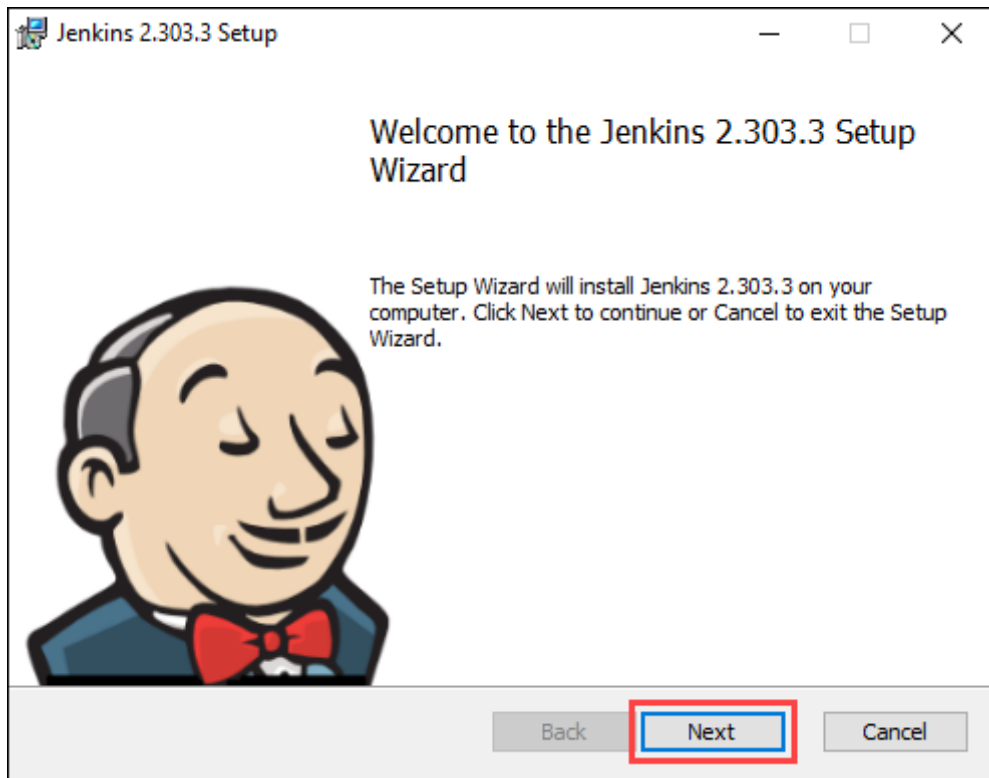 Jenkins 2.303.3 Setup
Welcome to the Jenkins 2.303.3 Setup
Wizard
The Setup Wizard will install Jenkins 2.303.3 on your
computer. Click Next to continue or Cancel to exit the Setup
Wizard.
Back Next Cancel